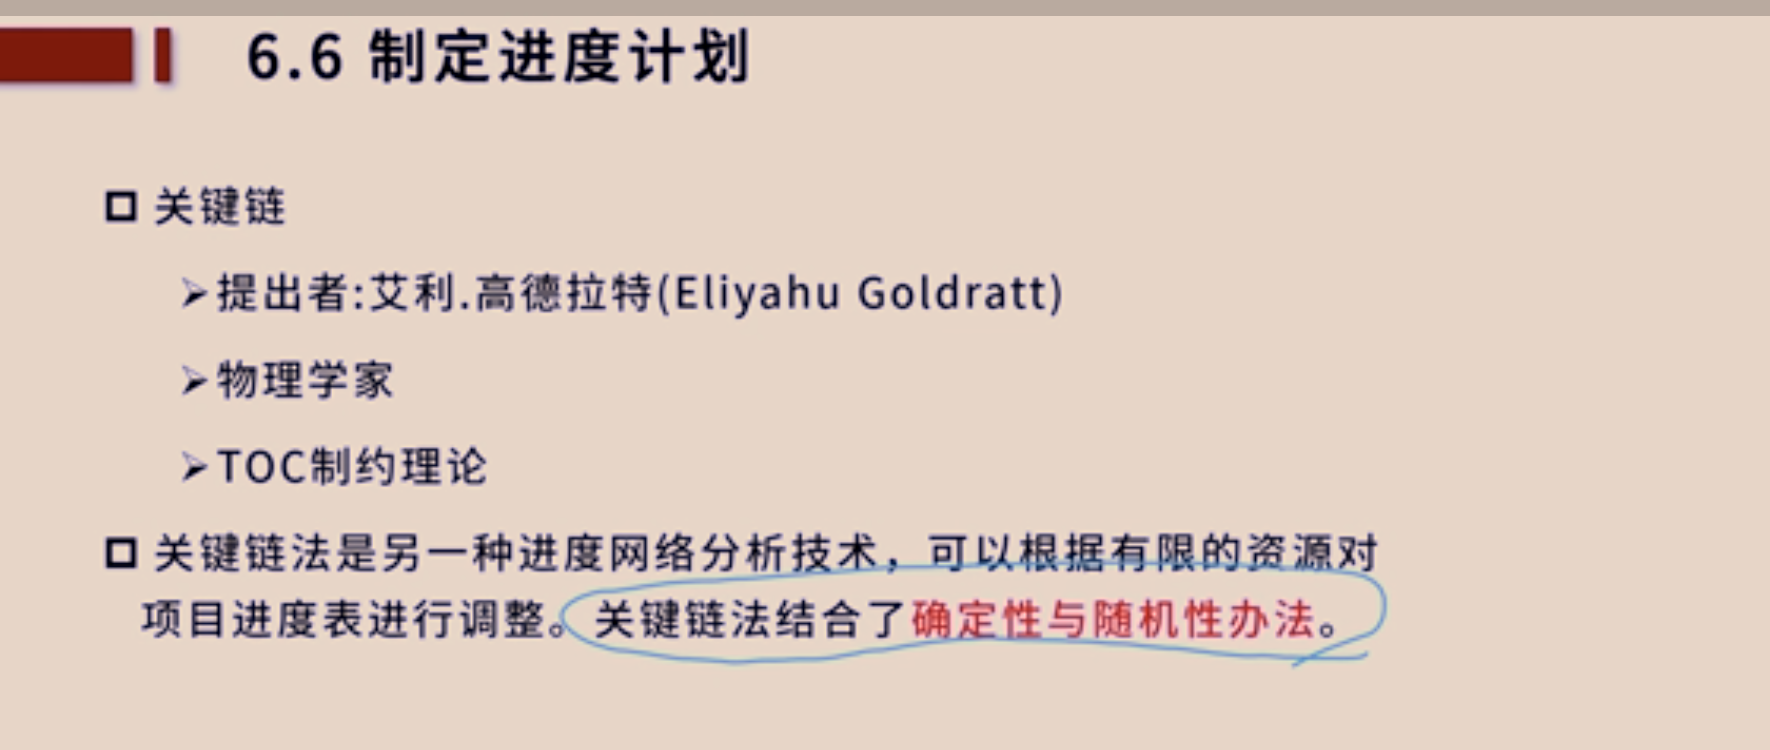 6.6 制定进度计划
关键链
提出者:艾利.高德拉特(Eliyahu Goldratt)
物理学家
TOC制约理论
关键链法是另一种进度网络分析技术，可以根据有限的资源对
项目进度表进行调整。关键链法结合了确定性与随机性办法。